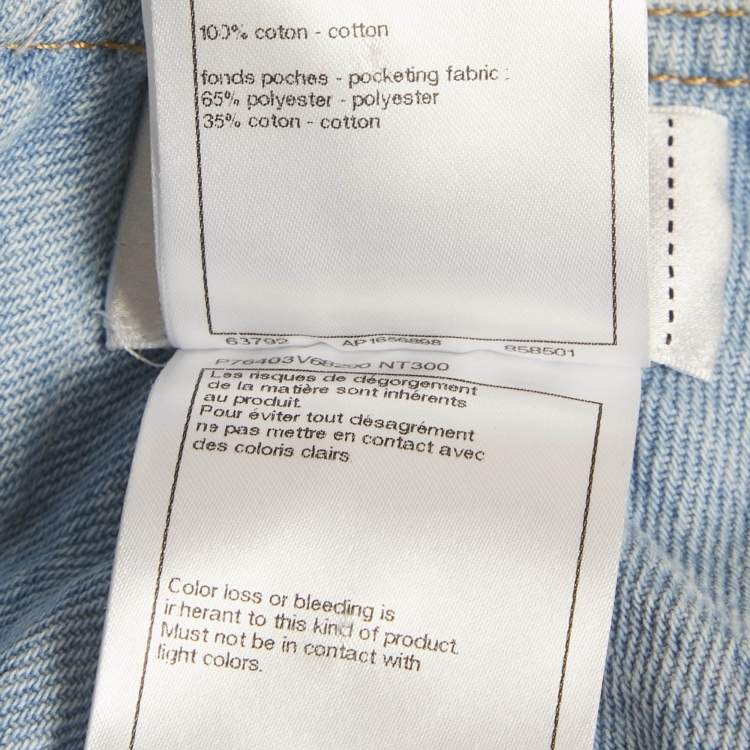 100% coton - cotton
fonds poches - pocketing fabric :
65% polyester - polyester
35% coton - cotton
63792 AP1656898 858501
P76403V68200 NT300
Les risques de dégorgement
de la matière sont inhérents
au produit.
Pour éviter tout désagrément
ne pas mettre en contact avec
des coloris clairs.
Color loss or bleeding is
inherant to this kind of product.
Must not be in contact with
light colors.